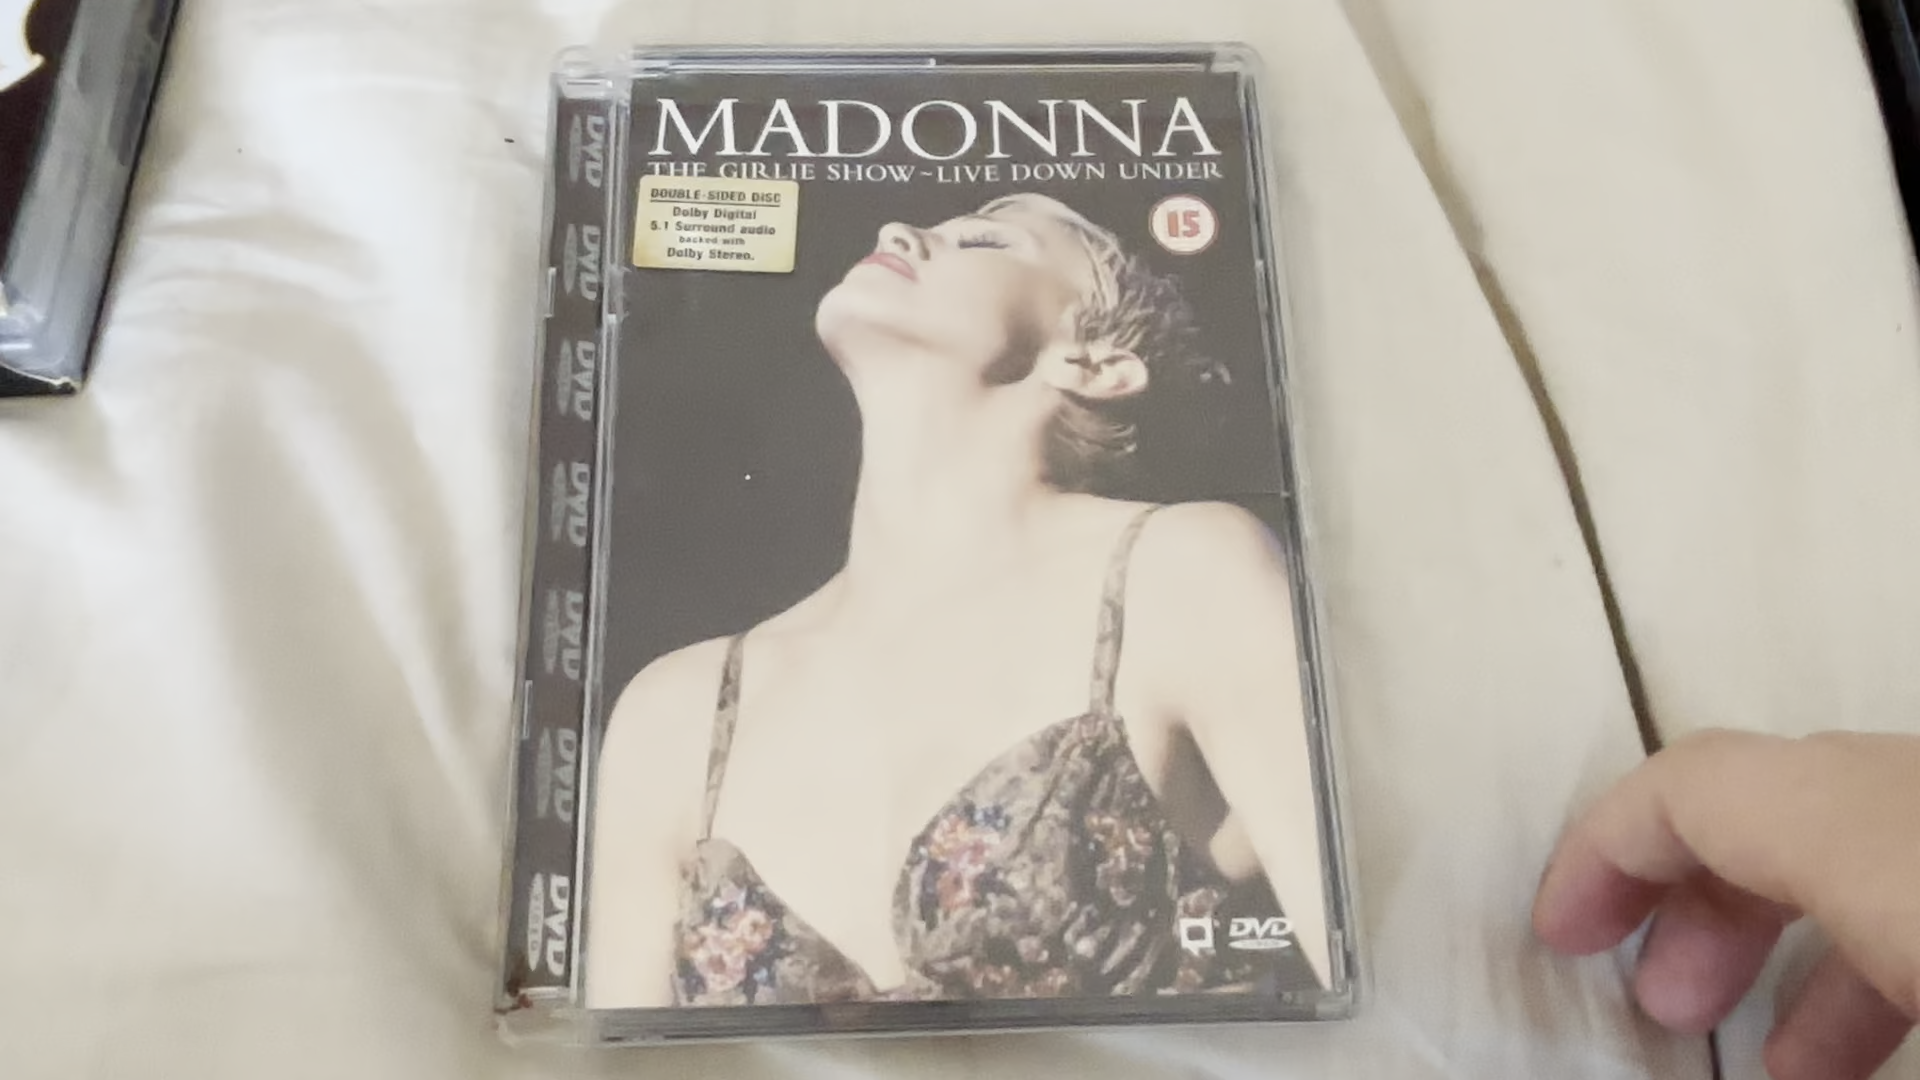 MADONNA
THE GIRLIE SHOW~LIVE DOWN UNDER
DOUBLE-SIDED DISC
Dolby Digital
5.1 Surround audio
backed with
Dolby Stereo.
15
DVD
DVD
DVD
DVD
DVD
DVD
DVD
DVD